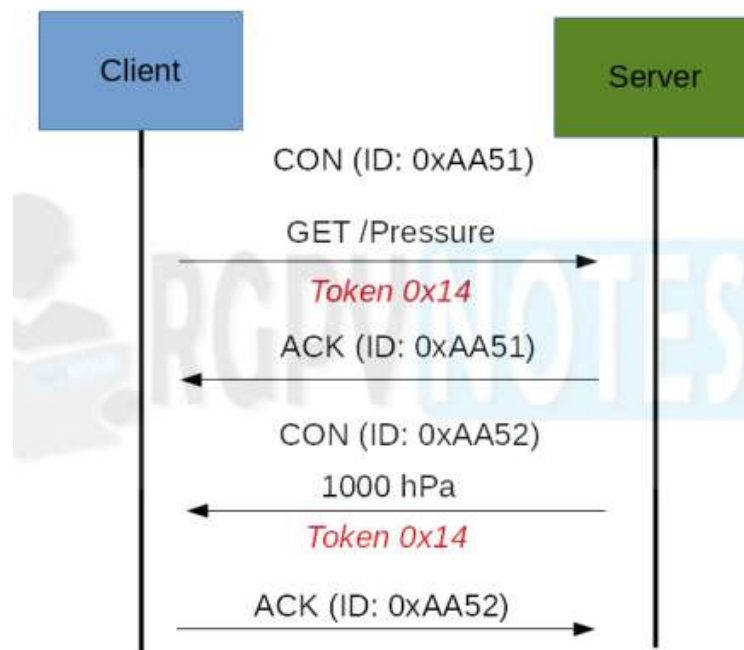 Client
Server
CON (ID: 0xAA51)
GET /Pressure
Token 0x14
ACK (ID: 0xAA51)
RGPVNOTES
CON (ID: 0xAA52)
1000 hPa
Token 0x14
ACK (ID: 0xAA52)